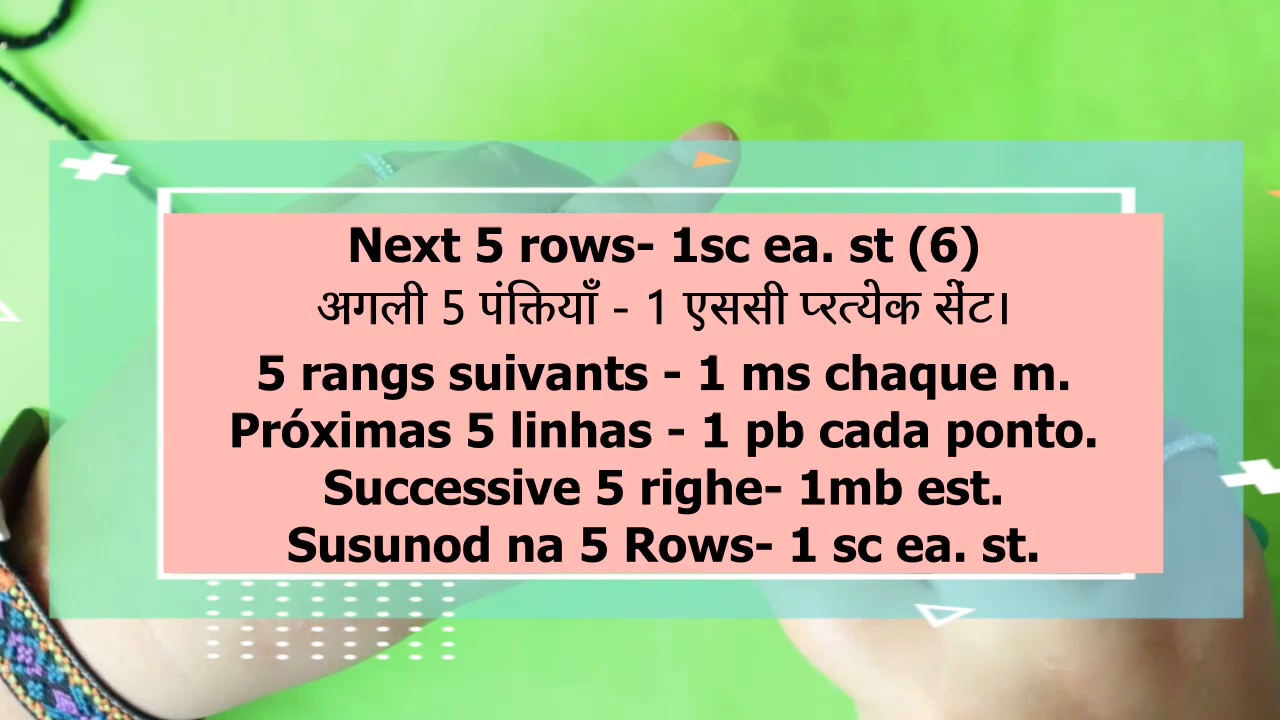 Next 5 rows- 1sc ea. st (6)
अगली 5 पंक्तियाँ - 1 एससी प्रत्येक सेंट।
5 rangs suivants - 1 ms chaque m.
Próximas 5 linhas - 1 pb cada ponto.
Successive 5 righe- 1mb est.
Susunod na 5 Rows- 1 sc ea. st.